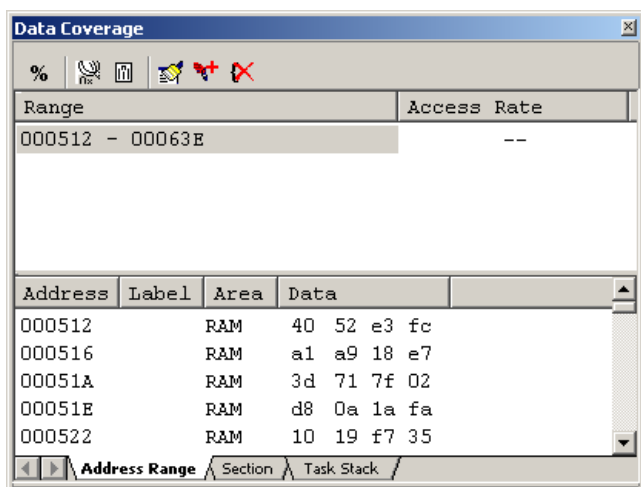 Data Coverage
%
Range Access Rate
000512 - 00063E --
Address Label Area Data
000512 RAM 40 52 e3 fc
000516 RAM a1 a9 18 e7
00051A RAM 3d 71 7f 02
00051E RAM d8 0a 1a fa
000522 RAM 10 19 f7 35
Address Range Section Task Stack